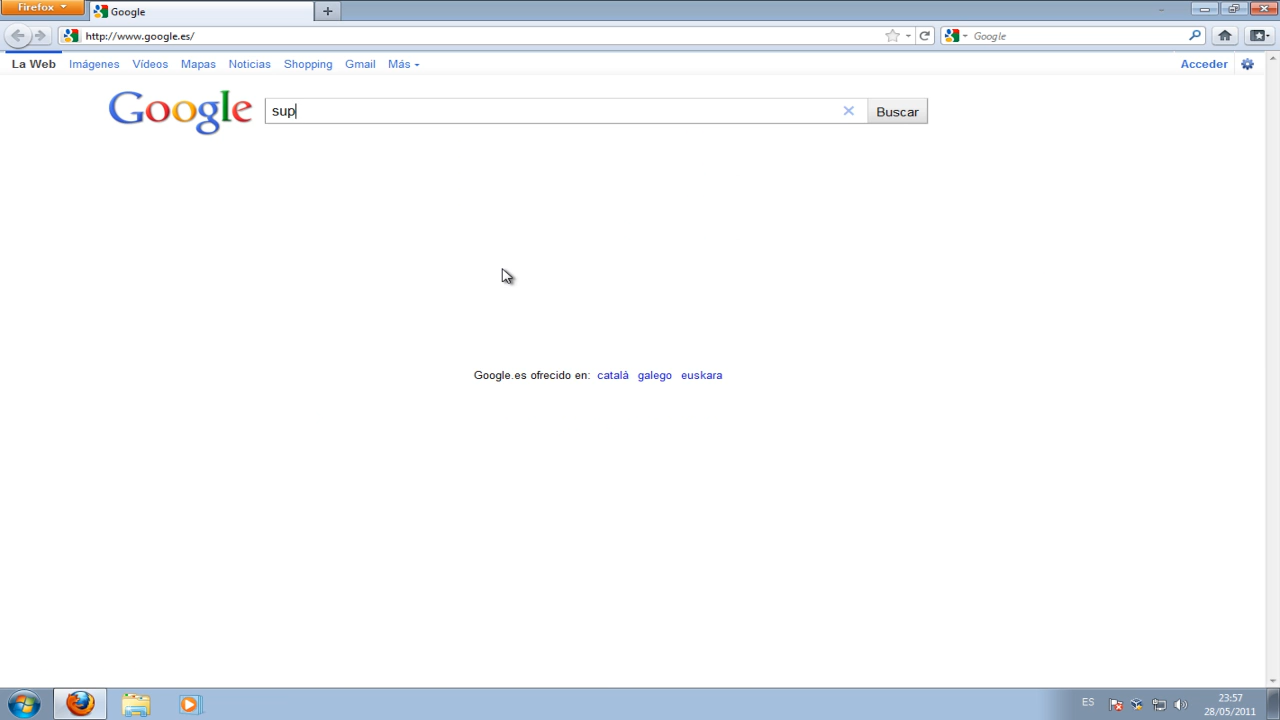 Firefox
Google
http://www.google.es/
Google
La Web Imágenes Vídeos Mapas Noticias Shopping Gmail Más
Acceder
Google
sup
Buscar
Google.es ofrecido en: català galego euskara
ES
23:57
28/05/2011